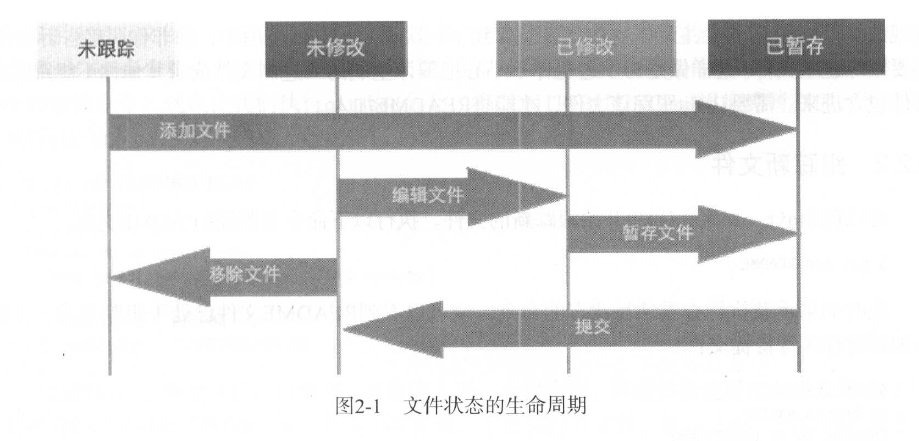 未跟踪 未修改 已修改 已暂存
添加文件
编辑文件
暂存文件
移除文件
提交
图2-1 文件状态的生命周期